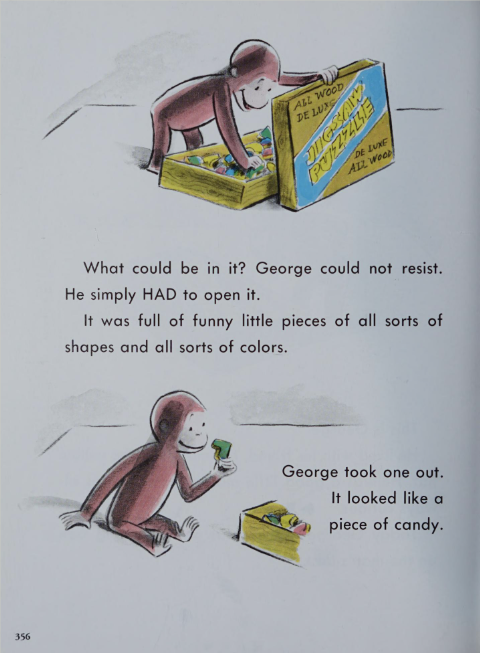 ALL WOOD
DE LUXE
JIGSAW
PUZZLE
DE LUXE
ALL WOOD
What could be in it? George could not resist.
He simply HAD to open it.
It was full of funny little pieces of all sorts of
shapes and all sorts of colors.
George took one out.
It looked like a
piece of candy.
356